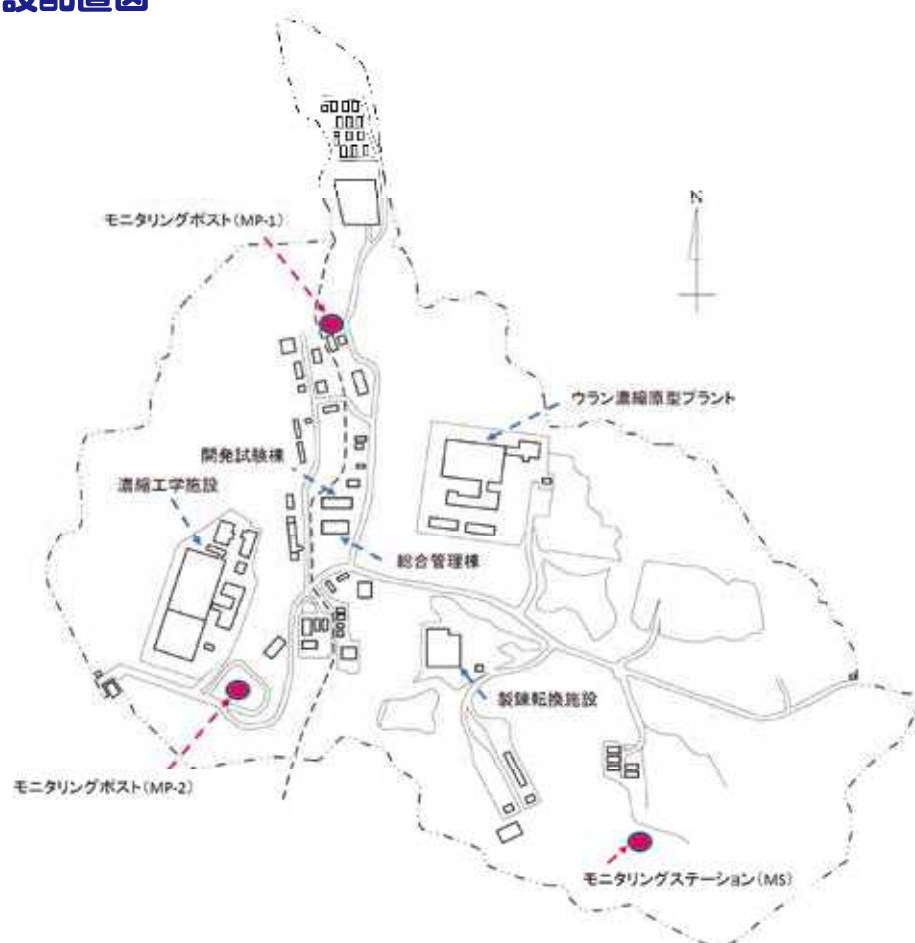 設配置図
N
モニタリングポスト(MP-1)
ウラン濃縮原型プラント
開発試験棟
濃縮工学施設
総合管理棟
製錬転換施設
モニタリングポスト(MP-2)
モニタリングステーション(MS)